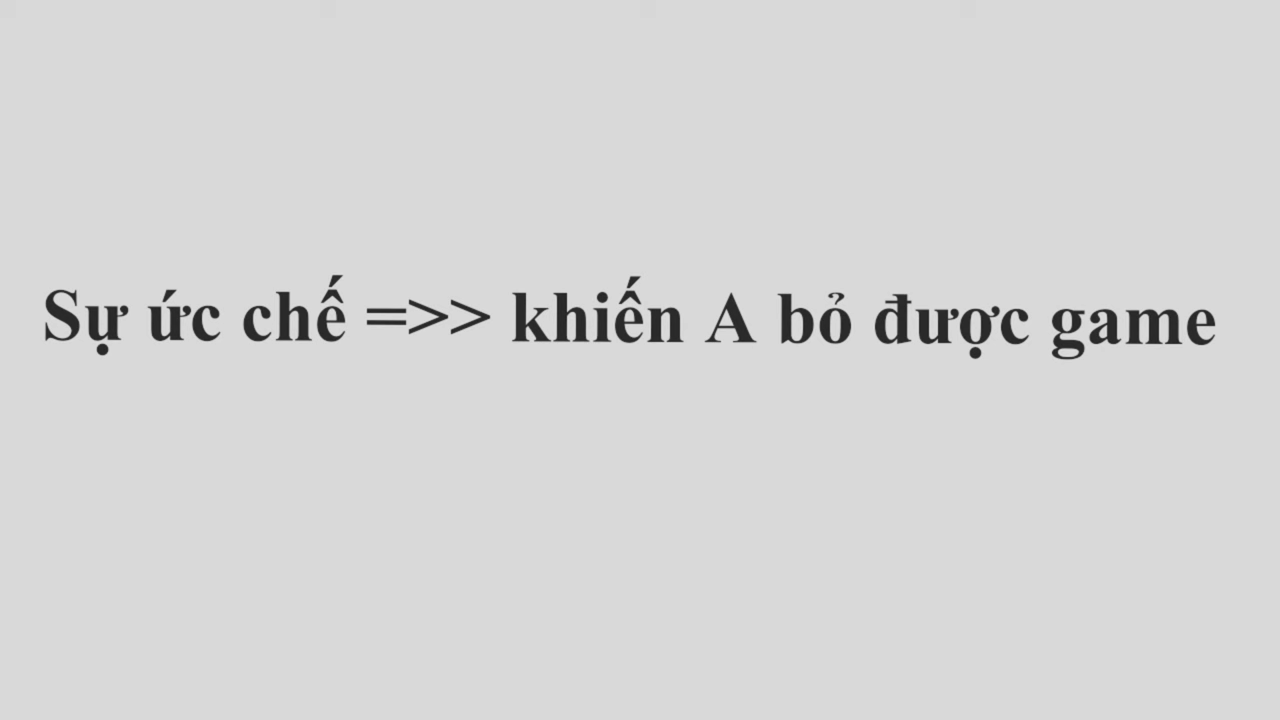 Sự ức chế =>> khiến A bỏ được game